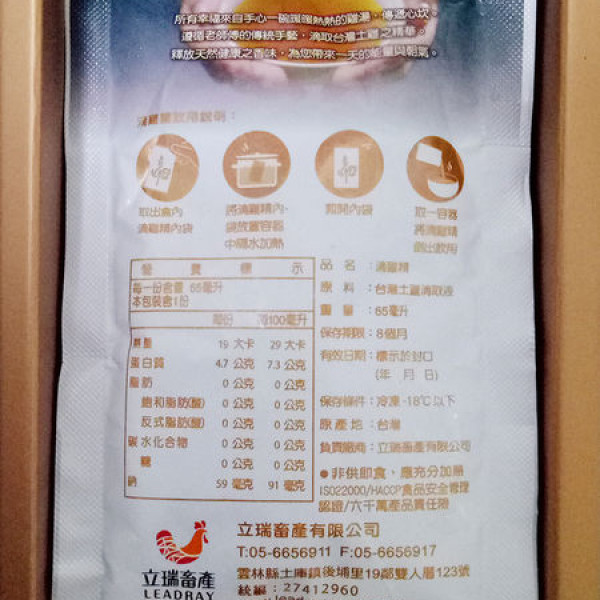 所有幸福來自手心一碗暖暖熱熱的雞湯，傳遞心坎。
遵循老師傅的傳統手藝，滴取台灣土雞之精華。
釋放天然健康之香味，為您帶來一天的能量與朝氣。
滴雞精飲用說明：
取出盒內
滴雞精內袋
將滴雞精內
袋放置容器
中隔水加熱
剪開內袋
取一容器
將滴雞精
倒出飲用
營養標示
每一份含量 65毫升
本包裝含1份
每份 每100毫升
熱量 19 大卡 29 大卡
蛋白質 4.7 公克 7.3 公克
脂肪 0 公克 0 公克
飽和脂肪(酸) 0 公克 0 公克
反式脂肪(酸) 0 公克 0 公克
碳水化合物 0 公克 0 公克
糖 0 公克 0 公克
鈉 59 毫克 91 毫克
品名：滴雞精
原料：台灣土雞滴取液
重量：65毫升
保存期限：8個月
有效日期：標示於封口
(年 月 日)
保存條件：冷凍-18℃以下
原產地：台灣
負責廠商：立瑞畜產有限公司
●非供即食，應充分加熱
ISO22000/HACCP食品安全管理
認證/六千萬產品責任險
立瑞畜產
LEADRAY
立瑞畜產有限公司
T:05-6656911 F:05-6656917
雲林縣土庫鎮後埔里19鄰雙人厝123號
統編：27412960